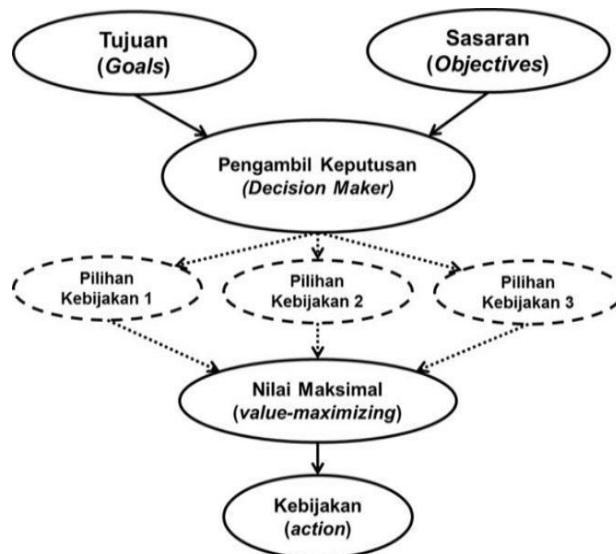 Tujuan
(Goals)
Sasaran
(Objectives)
Pengambil Keputusan
(Decision Maker)
Pilihan
Kebijakan 1
Pilihan
Kebijakan 2
Pilihan
Kebijakan 3
Nilai Maksimal
(value-maximizing)
Kebijakan
(action)